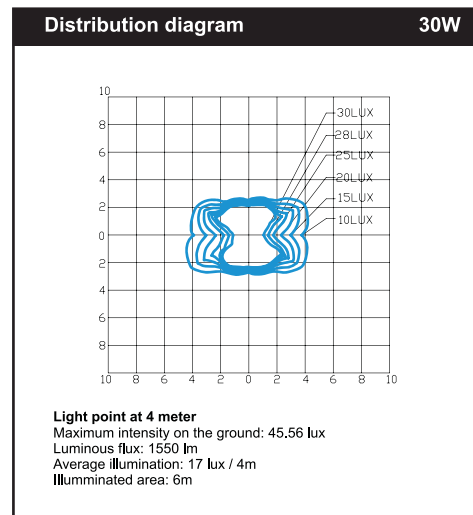 Distribution diagram 30W
10
8
6
4
2
0
2
4
6
8
10 8 6 4 2 0 2 4 6 8 10
30LUX
28LUX
25LUX
20LUX
15LUX
10LUX
Light point at 4 meter
Maximum intensity on the ground: 45.56 lux
Luminous flux: 1550 lm
Average illumination: 17 lux / 4m
Illumminated area: 6m